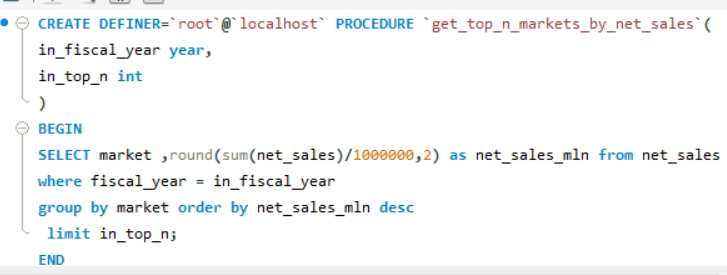 CREATE DEFINER=`root`@`localhost` PROCEDURE `get_top_n_markets_by_net_sales`(
in_fiscal_year year,
in_top_n int
)
BEGIN
SELECT market ,round(sum(net_sales)/1000000,2) as net_sales_mln from net_sales
where fiscal_year = in_fiscal_year
group by market order by net_sales_mln desc
limit in_top_n;
END